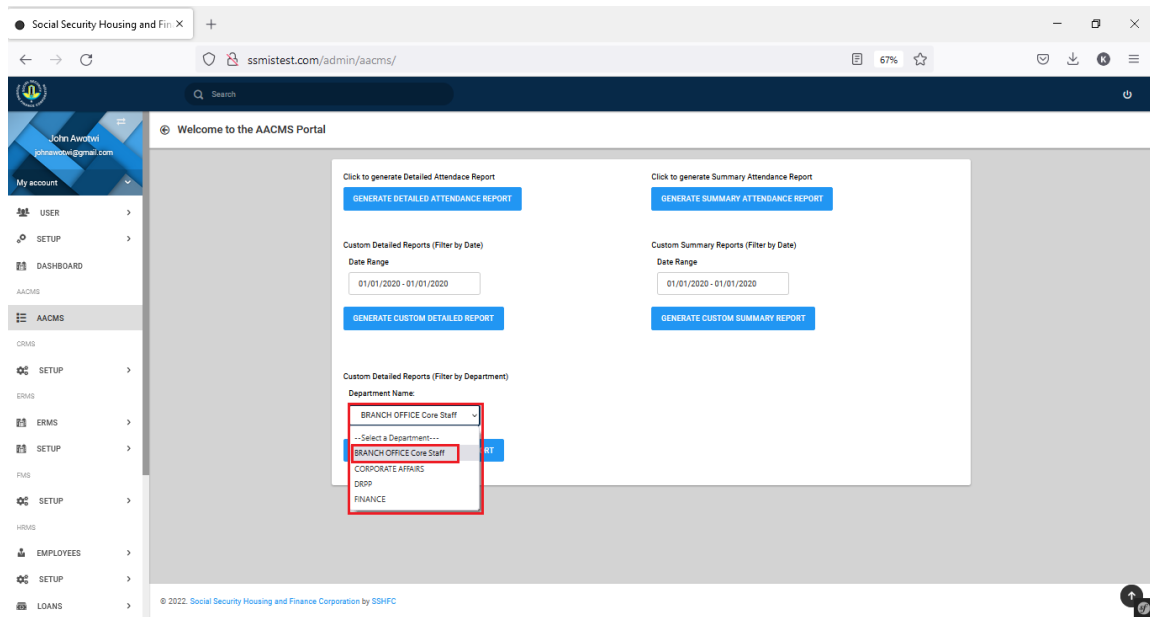 Social Security Housing and Fin
ssmistest.com/admin/aacms/
67%
K
Search
John Awotwi
johnawotwi@gmail.com
My account
USER
SETUP
DASHBOARD
AACMS
AACMS
CRMS
SETUP
ERMS
ERMS
SETUP
FMS
SETUP
HRMS
EMPLOYEES
SETUP
LOANS
Welcome to the AACMS Portal
Click to generate Detailed Attendace Report
GENERATE DETAILED ATTENDANCE REPORT
Click to generate Summary Attendance Report
GENERATE SUMMARY ATTENDANCE REPORT
Custom Detailed Reports (Filter by Date)
Date Range
01/01/2020 - 01/01/2020
GENERATE CUSTOM DETAILED REPORT
Custom Summary Reports (Filter by Date)
Date Range
01/01/2020 - 01/01/2020
GENERATE CUSTOM SUMMARY REPORT
Custom Detailed Reports (Filter by Department)
Department Name:
BRANCH OFFICE Core Staff
--Select a Department---
BRANCH OFFICE Core Staff
CORPORATE AFFAIRS
DRPP
FINANCE
RT
© 2022. Social Security Housing and Finance Corporation by SSHFC
sf